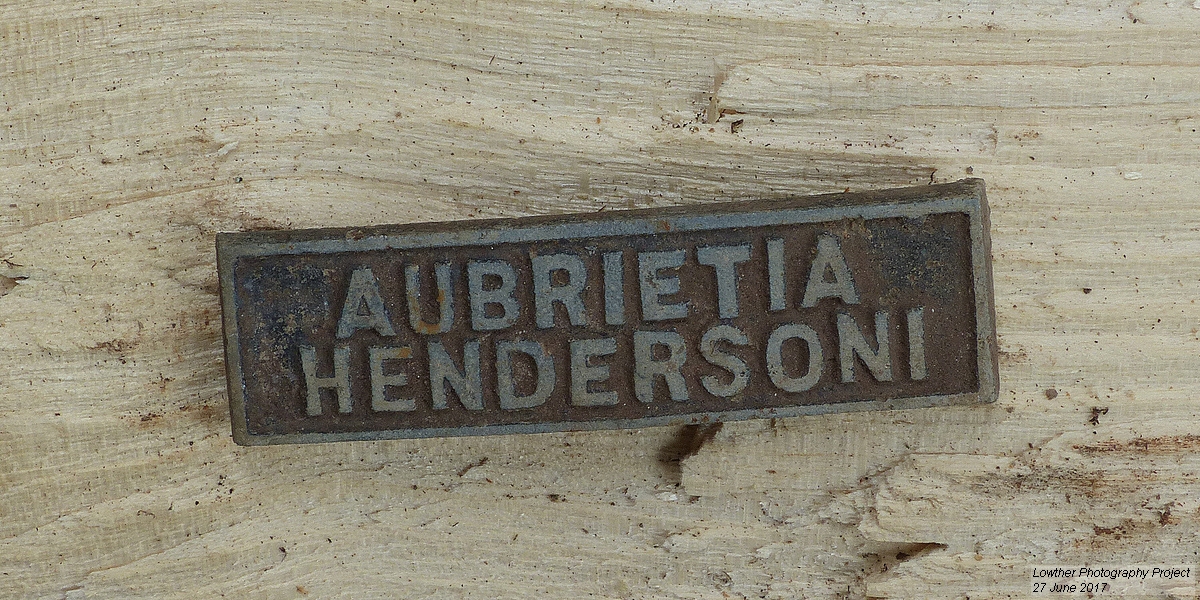 AUBRIETIA
HENDERSONI
Lowther Photography Project
27 June 2017